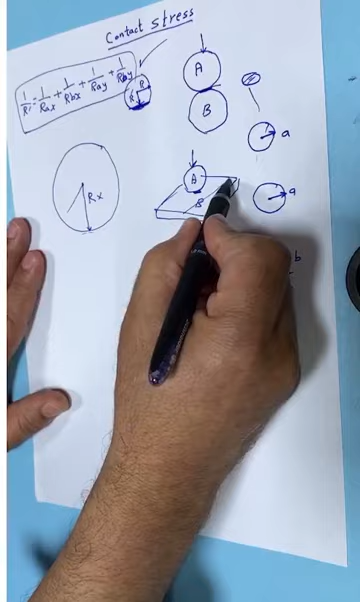 Contact stress
1/R' = 1/Rax + 1/Rbx + 1/Ray + 1/Rby
R R
A
B
a
Rx
A
B
a
b